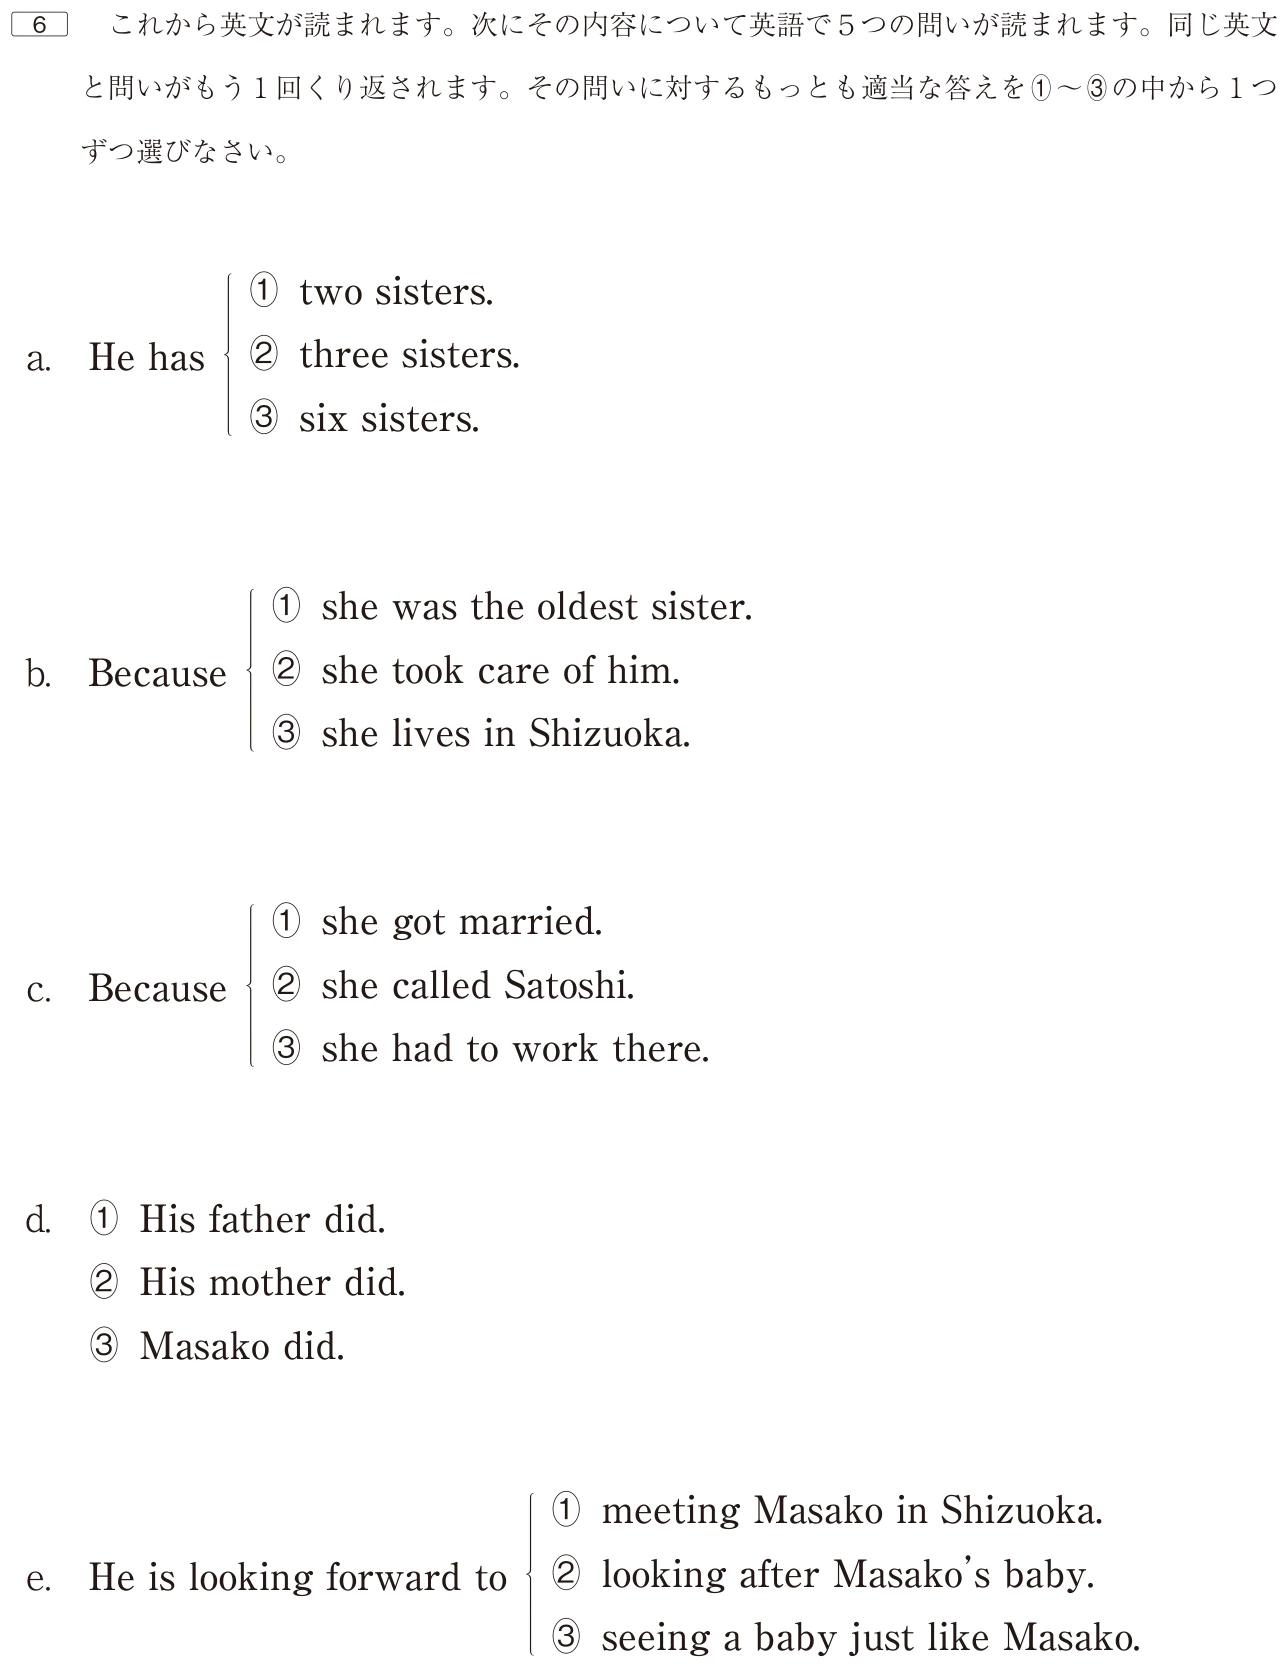 6 これから英文が読まれます。次にその内容について英語で５つの問いが読まれます。同じ英文
と問いがもう１回くり返されます。その問いに対するもっとも適当な答えを①～③の中から１つ
ずつ選びなさい。
a. He has
① two sisters.
② three sisters.
③ six sisters.
b. Because
① she was the oldest sister.
② she took care of him.
③ she lives in Shizuoka.
c. Because
① she got married.
② she called Satoshi.
③ she had to work there.
d. ① His father did.
② His mother did.
③ Masako did.
e. He is looking forward to
① meeting Masako in Shizuoka.
② looking after Masako’s baby.
③ seeing a baby just like Masako.